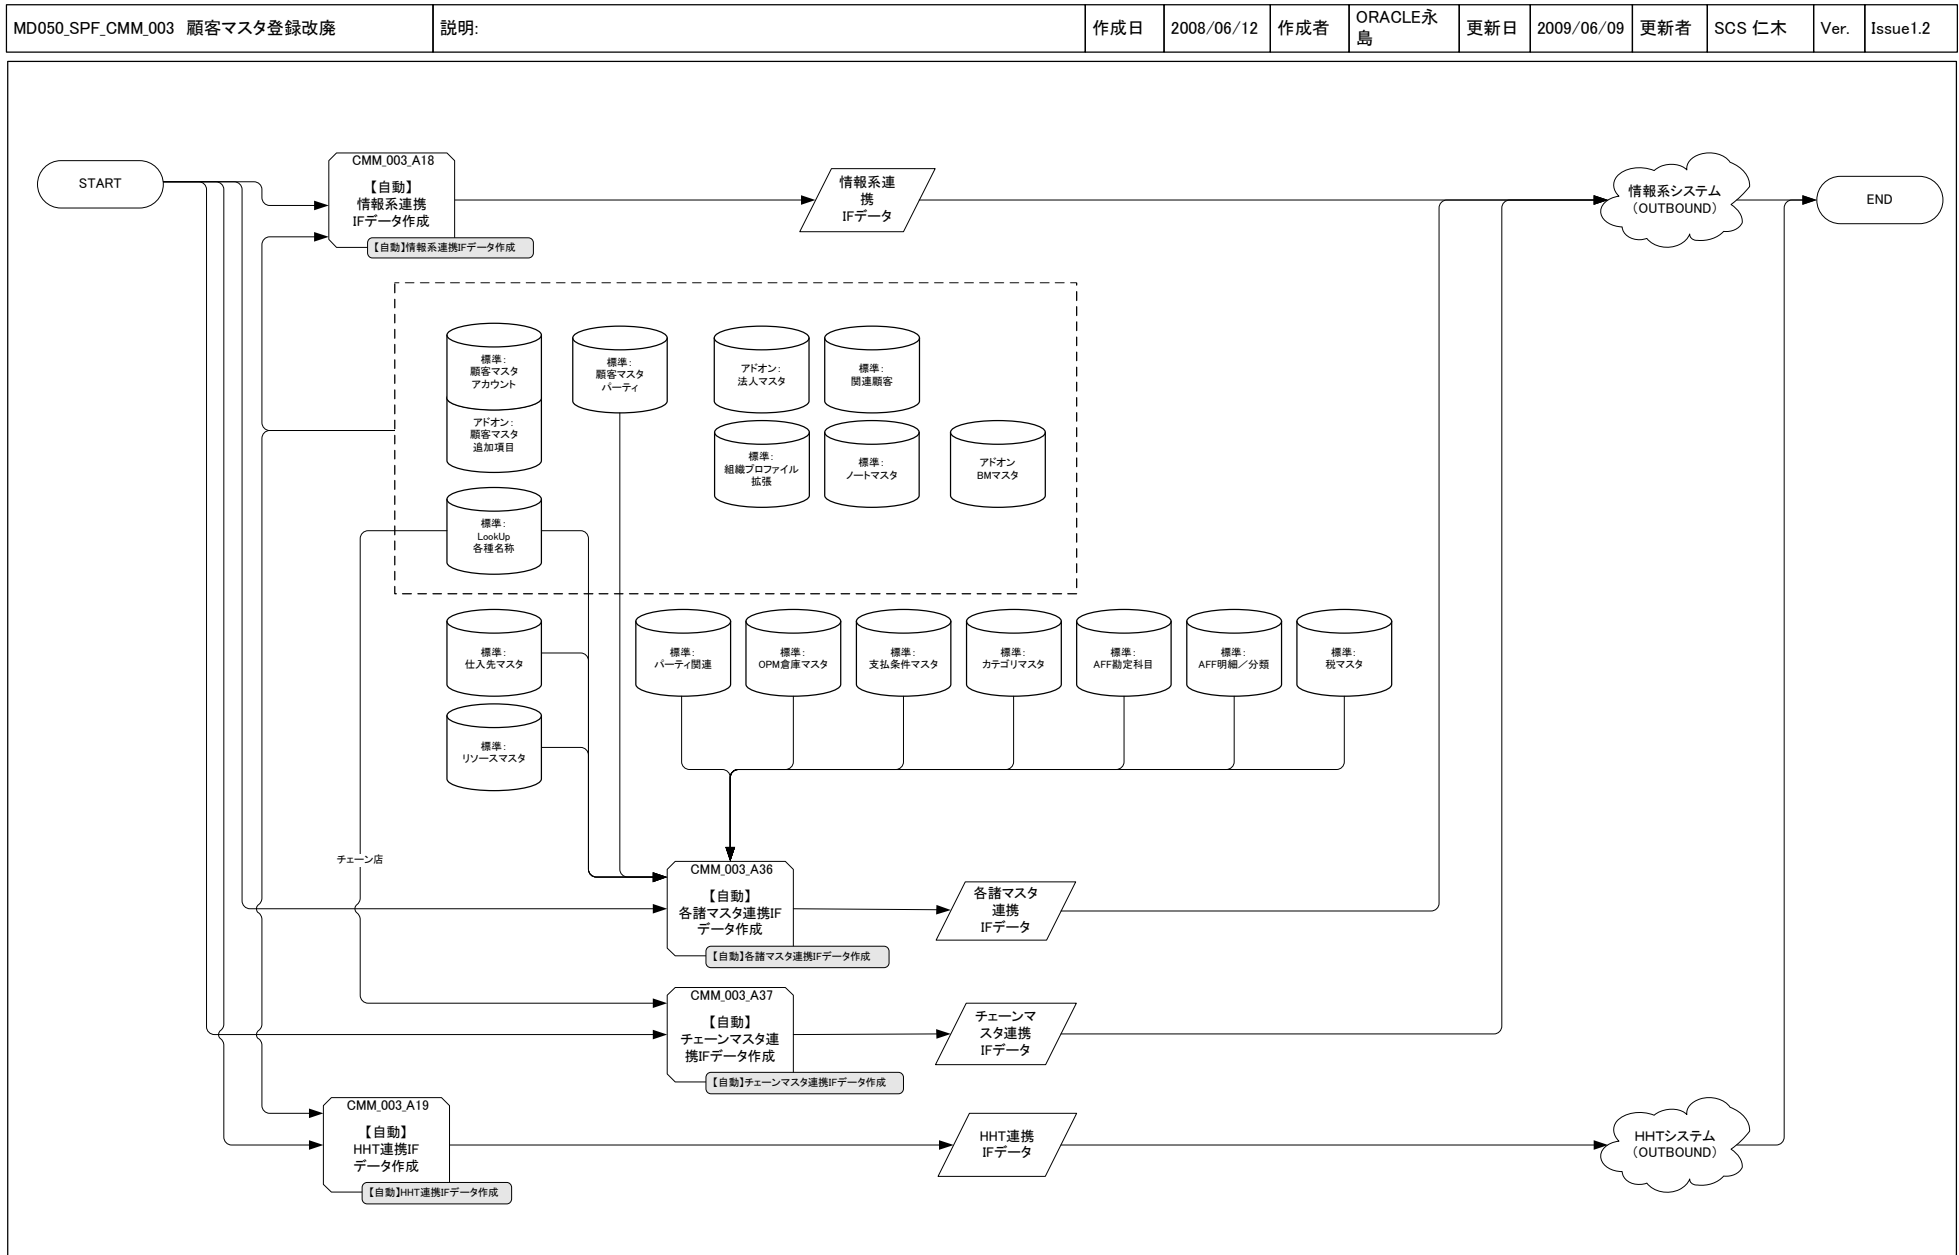 MD050_SPF_CMM_003 顧客マスタ登録改廃
説明:
作成日
2008/06/12
作成者
ORACLE永
島
更新日
2009/06/09
更新者
SCS 仁木
Ver.
Issue1.2
START
CMM_003_A18
【自動】
情報系連携
IFデータ作成
【自動】情報系連携IFデータ作成
情報系連
携
IFデータ
情報系システム
(OUTBOUND)
END
標準:
顧客マスタ
アカウント
標準:
顧客マスタ
パーティ
アドオン:
法人マスタ
標準:
関連顧客
アドオン:
顧客マスタ
追加項目
標準:
組織プロファイル
拡張
標準:
ノートマスタ
アドオン
BMマスタ
標準:
LookUp
各種名称
標準:
仕入先マスタ
標準:
パーティ関連
標準:
OPM倉庫マスタ
標準:
支払条件マスタ
標準:
カテゴリマスタ
標準:
AFF勘定科目
標準:
AFF明細/分類
標準:
税マスタ
標準:
リソースマスタ
チェーン店
CMM_003_A36
【自動】
各諸マスタ連携IF
データ作成
【自動】各諸マスタ連携IFデータ作成
各諸マスタ
連携
IFデータ
CMM_003_A37
【自動】
チェーンマスタ連
携IFデータ作成
【自動】チェーンマスタ連携IFデータ作成
チェーンマ
スタ連携
IFデータ
CMM_003_A19
【自動】
HHT連携IF
データ作成
【自動】HHT連携IFデータ作成
HHT連携
IFデータ
HHTシステム
(OUTBOUND)